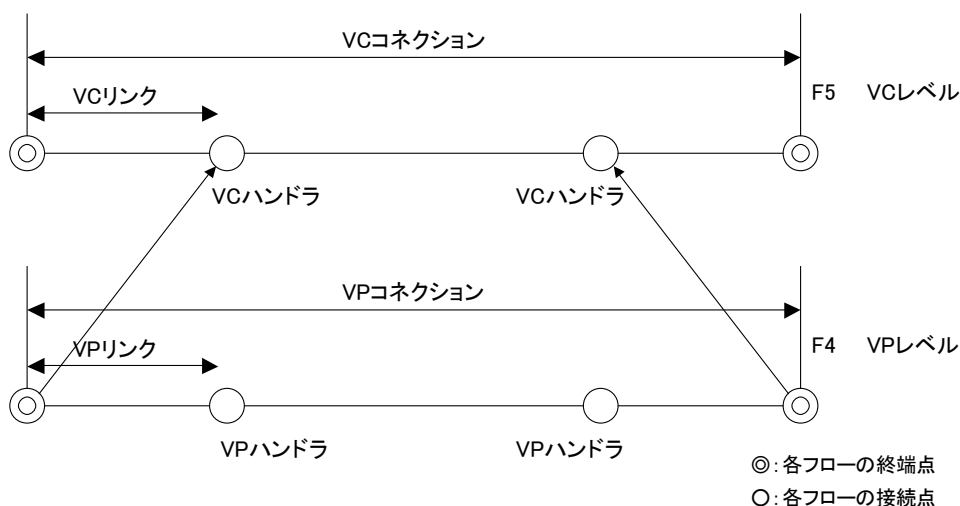 VCコネクション
VCリンク
F5 VCレベル
VCハンドラ
VCハンドラ
VPコネクション
VPリンク
F4 VPレベル
VPハンドラ
VPハンドラ
◎:各フローの終端点
○:各フローの接続点